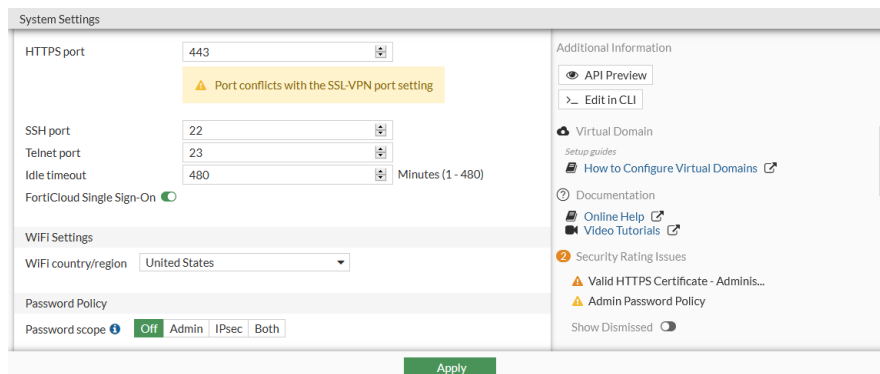 System Settings
HTTPS port 443
Port conflicts with the SSL-VPN port setting
SSH port 22
Telnet port 23
Idle timeout 480 Minutes (1 - 480)
FortiCloud Single Sign-On
WiFi Settings
WiFi country/region United States
Password Policy
Password scope Off Admin IPsec Both
Additional Information
API Preview
>_ Edit in CLI
Virtual Domain
Setup guides
How to Configure Virtual Domains
Documentation
Online Help
Video Tutorials
2 Security Rating Issues
Valid HTTPS Certificate - Adminis...
Admin Password Policy
Show Dismissed
Apply